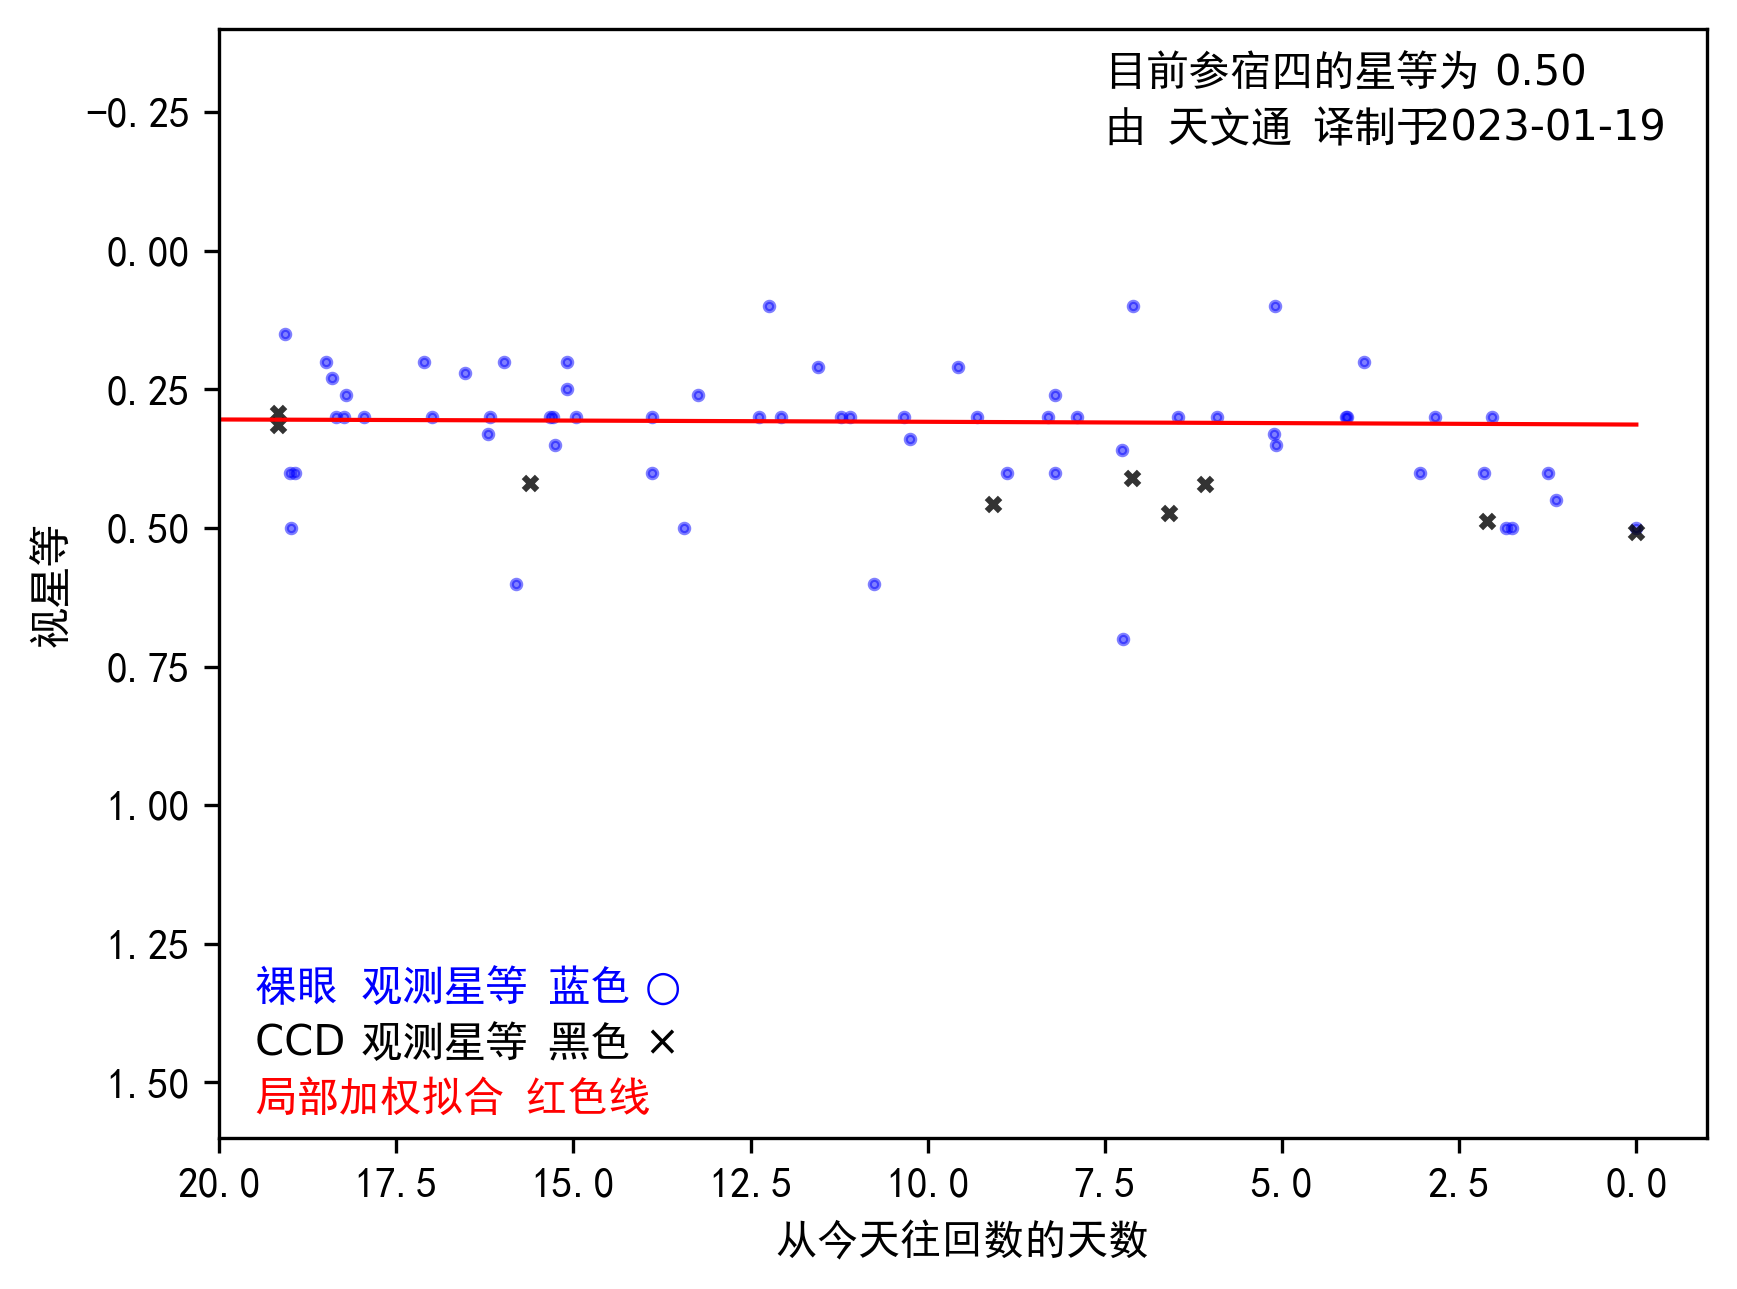 目前参宿四的星等为 0.50
由 天文通 译制于2023-01-19
−0.25
0.00
0.25
0.50
0.75
1.00
1.25
1.50
视星等
裸眼 观测星等 蓝色 ○
CCD 观测星等 黑色 ×
局部加权拟合 红色线
20.0 17.5 15.0 12.5 10.0 7.5 5.0 2.5 0.0
从今天往回数的天数